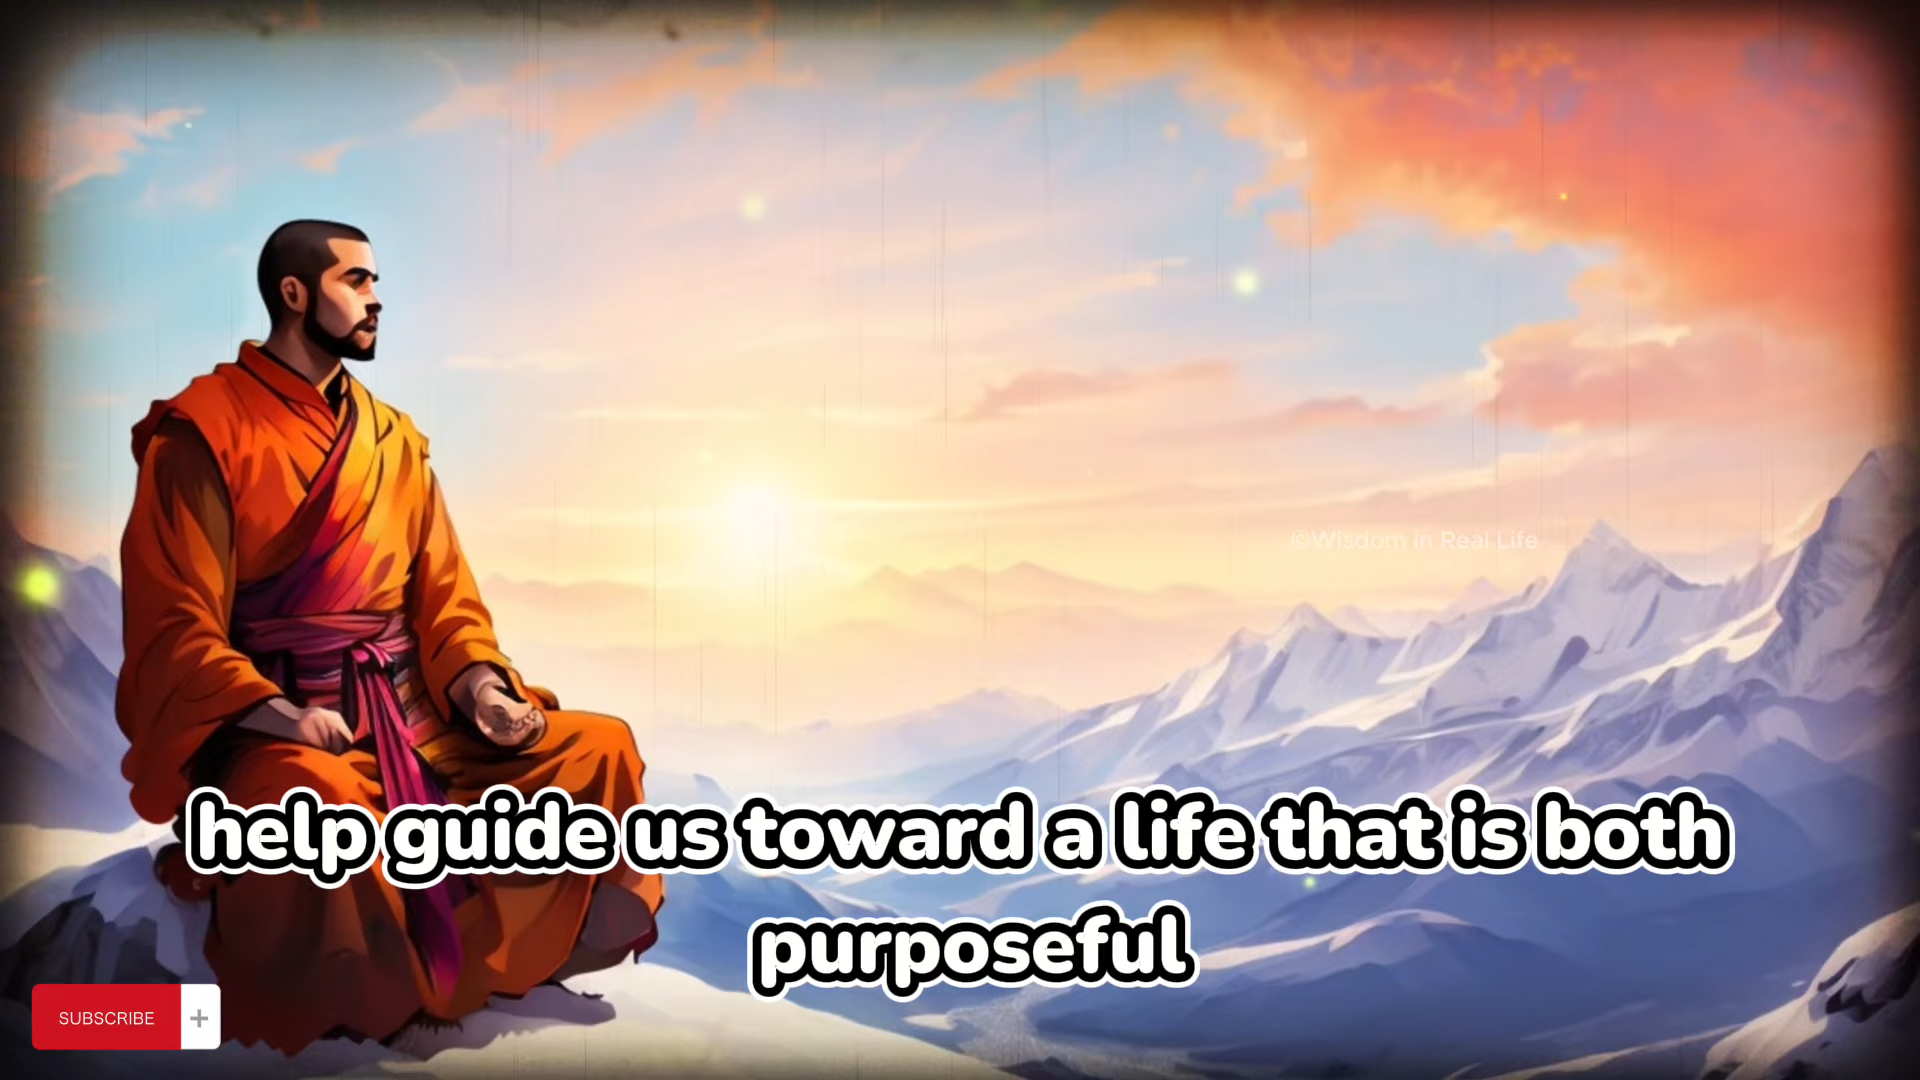 ©Wisdom in Real Life
help guide us toward a life that is both
purposeful
SUBSCRIBE +